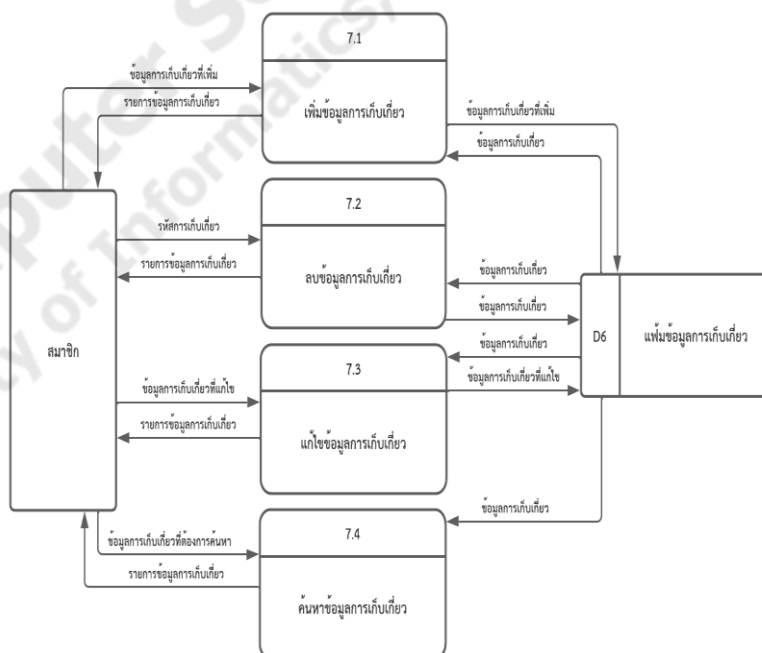 7.1
ข้อมูลการเก็บเกี่ยวที่เพิ่ม
รายการข้อมูลการเก็บเกี่ยว
เพิ่มข้อมูลการเก็บเกี่ยว
ข้อมูลการเก็บเกี่ยวที่เพิ่ม
ข้อมูลการเก็บเกี่ยว
7.2
รหัสการเก็บเกี่ยว
รายการข้อมูลการเก็บเกี่ยว
ลบข้อมูลการเก็บเกี่ยว
ข้อมูลการเก็บเกี่ยว
ข้อมูลการเก็บเกี่ยว
สมาชิก
D6
แฟ้มข้อมูลการเก็บเกี่ยว
7.3
ข้อมูลการเก็บเกี่ยว
ข้อมูลการเก็บเกี่ยวที่แก้ไข
ข้อมูลการเก็บเกี่ยวที่แก้ไข
รายการข้อมูลการเก็บเกี่ยว
แก้ไขข้อมูลการเก็บเกี่ยว
7.4
ข้อมูลการเก็บเกี่ยว
ข้อมูลการเก็บเกี่ยวที่ต้องการค้นหา
รายการข้อมูลการเก็บเกี่ยว
ค้นหาข้อมูลการเก็บเกี่ยว
of Informatics,